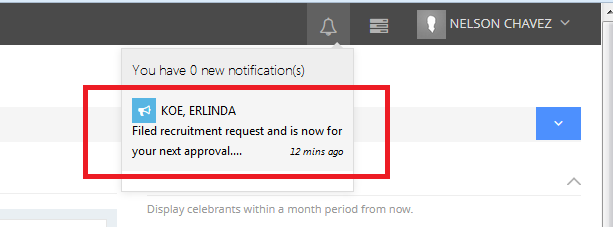 NELSON CHAVEZ
You have 0 new notification(s)
KOE, ERLINDA
Filed recruitment request and is now for
your next approval.... 12 mins ago
Display celebrants within a month period from now.